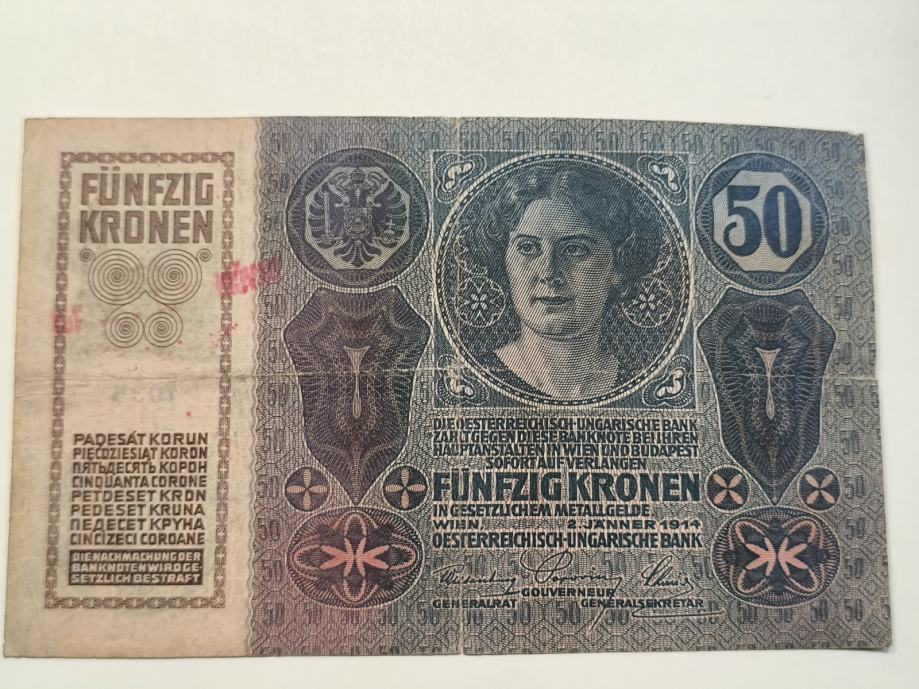 FÜNFZIG
KRONEN
PADESÁT KORUN
PIĘĆDZIESIĄT KORON
ПЯТЬДЕСЯТЬ КОРОН
CINQUANTA CORONE
PETDESET KRON
PEDESET KRUNA
ПЕДЕСЕТ КРУНА
CINCIZECI COROANE
DIE NACHMACHUNG DER
BANKNOTEN WIRD GE-
SETZLICH BESTRAFT
50
DIE OESTERREICHISCH-UNGARISCHE BANK
ZAHLT GEGEN DIESE BANKNOTE BEI IHREN
HAUPTANSTALTEN IN WIEN UND BUDAPEST
SOFORT AUF VERLANGEN
FÜNFZIG KRONEN
IN GESETZLICHEM METALLGELDE.
WIEN, 2. JÄNNER 1914
OESTERREICHISCH-UNGARISCHE BANK
GOUVERNEUR
GENERALRAT GENERALSEKRETÄR